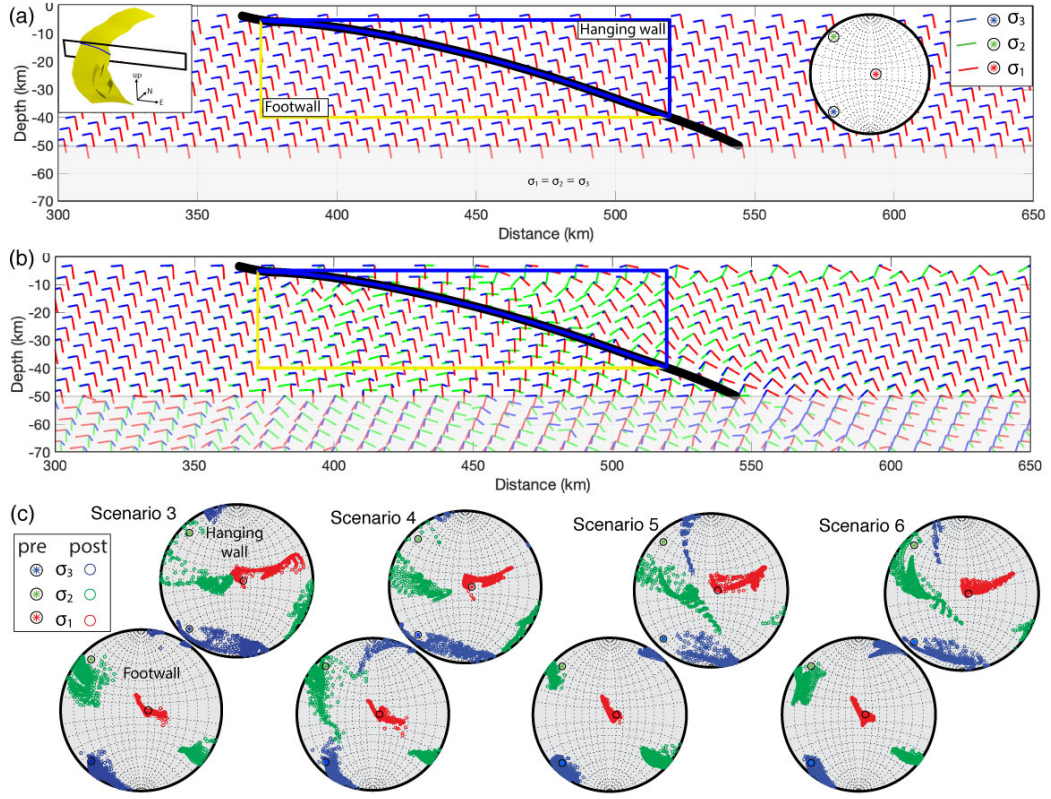 (a)
0
-10
-20
-30
-40
-50
-60
-70
Depth (km)
up
N
E
Hanging wall
Footwall
σ3
σ2
σ1
σ1 = σ2 = σ3
300 350 400 450 500 550 600 650
Distance (km)
(b)
0
-10
-20
-30
-40
-50
-60
-70
Depth (km)
300 350 400 450 500 550 600 650
Distance (km)
(c)
Scenario 3 Scenario 4 Scenario 5 Scenario 6
pre post
σ3
σ2
σ1
Hanging
wall
Footwall